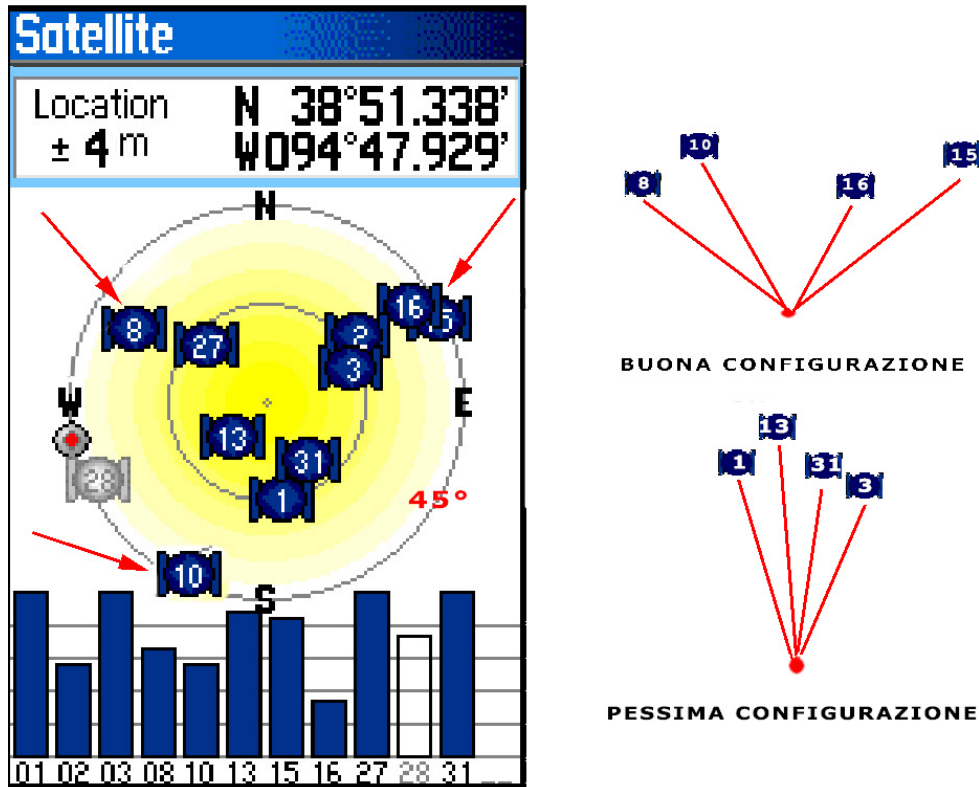 Satellite
Location N 38°51.338'
± 4 m W094°47.929'
N
8
27
2
16
5
3
W
E
13
31
28
1
45°
10
S
01 02 03 08 10 13 15 16 27 28 31 __
10
15
8
16
BUONA CONFIGURAZIONE
13
1
31
3
PESSIMA CONFIGURAZIONE